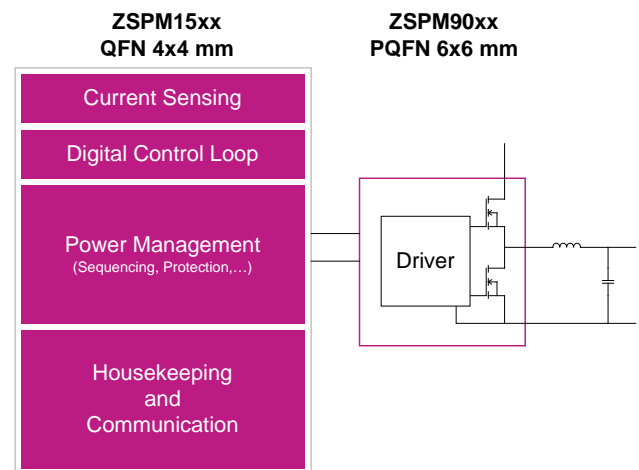 ZSPM15xx
QFN 4x4 mm
ZSPM90xx
PQFN 6x6 mm
Current Sensing
Digital Control Loop
Power Management
(Sequencing, Protection,…)
Driver
Housekeeping
and
Communication